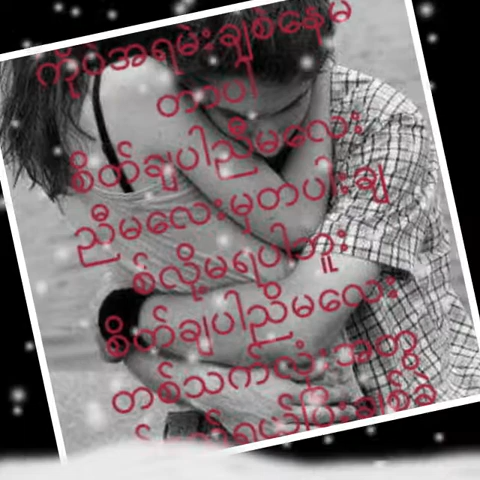 ကိုပဲအရမ်းချစ်နေမ
တာပါ
စိတ်ချပါညီမလေး
ညီမလေးမှတပါးချ
စ်လို့မရပါဘူး
စိတ်ချပါညီမလေး
တစ်သက်လုံးအတွ